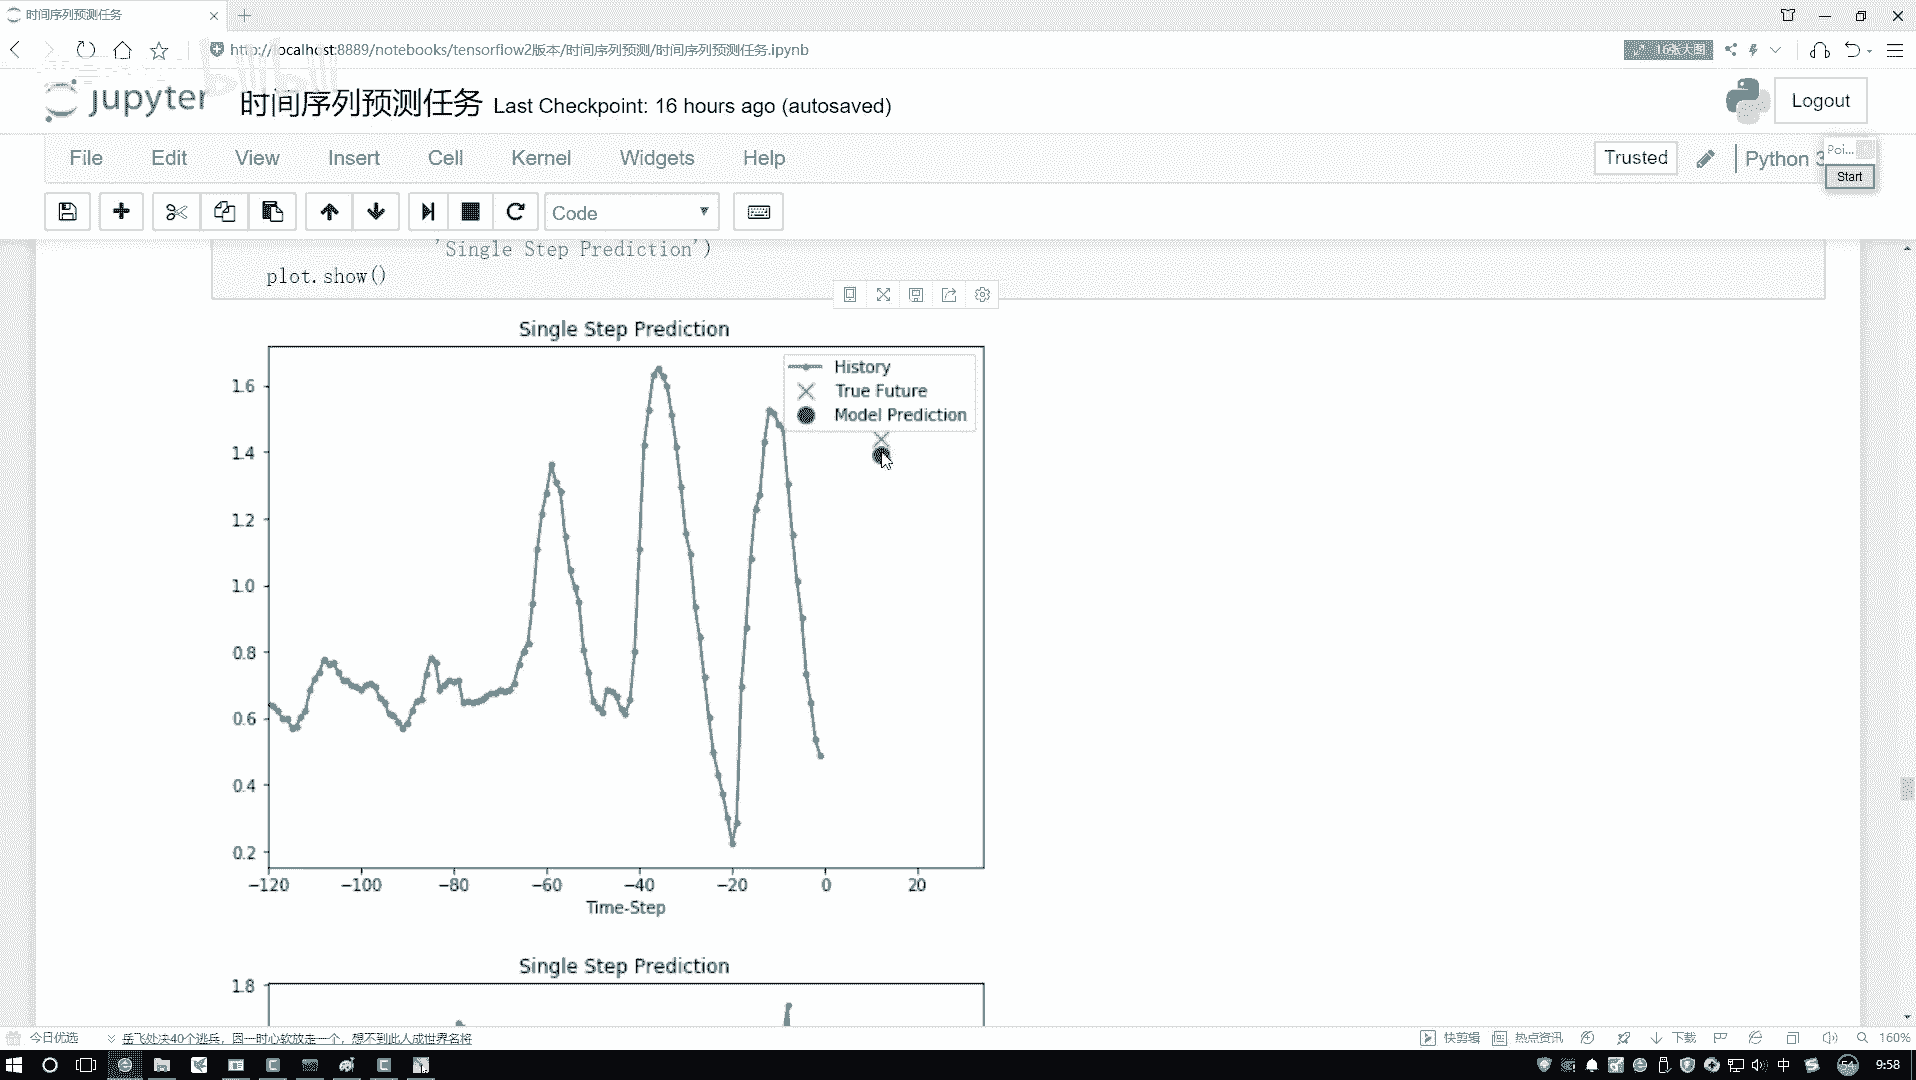 时间序列预测任务
http://localhost:8889/notebooks/tensorflow2版本/时间序列预测/时间序列预测任务.ipynb
16张大图
jupyter 时间序列预测任务 Last Checkpoint: 16 hours ago (autosaved)
Logout
File Edit View Insert Cell Kernel Widgets Help
Trusted
Python 3
Poi...
Start
Code
'Single Step Prediction')
plot.show()
Single Step Prediction
History
True Future
Model Prediction
1.6
1.4
1.2
1.0
0.8
0.6
0.4
0.2
−120 −100 −80 −60 −40 −20 0 20
Time-Step
Single Step Prediction
1.8
今日优选
岳飞处决40个逃兵，因一时心软放走一个，想不到此人成世界名将
快剪辑 热点资讯 下载 160%
中 54 9:58